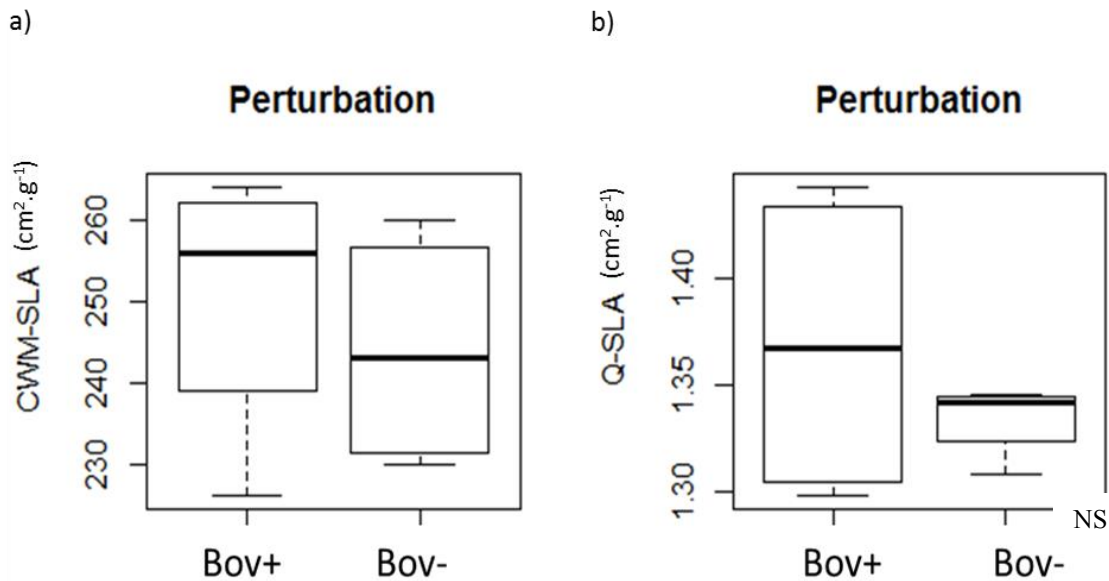 a)
Perturbation
CWM-SLA (cm².g⁻¹)
260
250
240
230
Bov+ Bov-
b)
Perturbation
Q-SLA (cm².g⁻¹)
1.40
1.35
1.30
NS
Bov+ Bov-